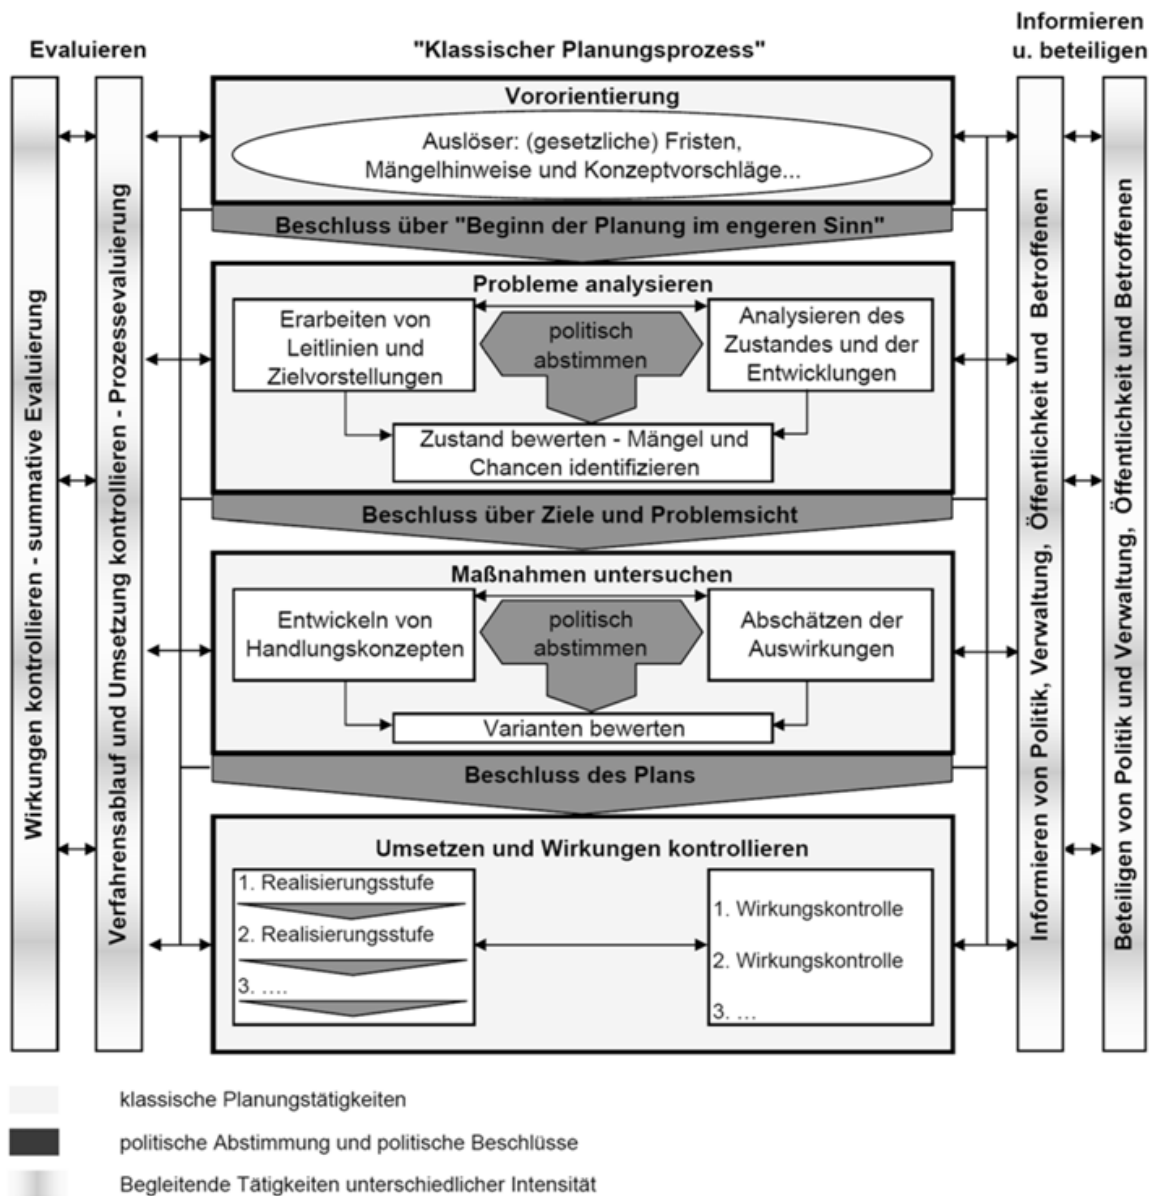 Evaluieren
"Klassischer Planungsprozess"
Informieren
u. beteiligen
Wirkungen kontrollieren - summative Evaluierung
Verfahrensablauf und Umsetzung kontrollieren - Prozessevaluierung
Vororientierung
Auslöser: (gesetzliche) Fristen,
Mängelhinweise und Konzeptvorschläge...
Beschluss über "Beginn der Planung im engeren Sinn"
Probleme analysieren
Erarbeiten von
Leitlinien und
Zielvorstellungen
politisch
abstimmen
Analysieren des
Zustandes und der
Entwicklungen
Zustand bewerten - Mängel und
Chancen identifizieren
Beschluss über Ziele und Problemsicht
Maßnahmen untersuchen
Entwickeln von
Handlungskonzepten
politisch
abstimmen
Abschätzen der
Auswirkungen
Varianten bewerten
Beschluss des Plans
Umsetzen und Wirkungen kontrollieren
1. Realisierungsstufe
2. Realisierungsstufe
3. ....
1. Wirkungskontrolle
2. Wirkungskontrolle
3. ...
Informieren von Politik, Verwaltung, Öffentlichkeit und Betroffenen
Beteiligen von Politik und Verwaltung, Öffentlichkeit und Betroffenen
klassische Planungstätigkeiten
politische Abstimmung und politische Beschlüsse
Begleitende Tätigkeiten unterschiedlicher Intensität